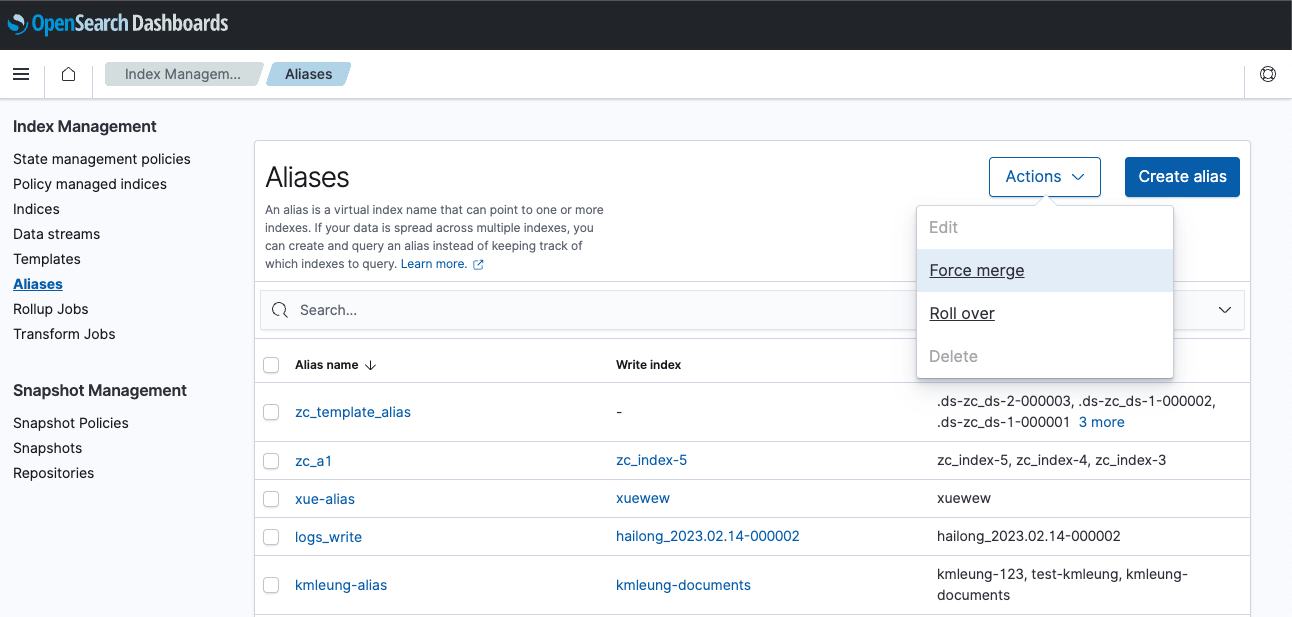 OpenSearch Dashboards
Index Managem...
Aliases
Index Management
State management policies
Policy managed indices
Indices
Data streams
Templates
Aliases
Rollup Jobs
Transform Jobs
Snapshot Management
Snapshot Policies
Snapshots
Repositories
Aliases
An alias is a virtual index name that can point to one or more
indexes. If your data is spread across multiple indexes, you
can create and query an alias instead of keeping track of
which indexes to query. Learn more.
Actions
Create alias
Edit
Force merge
Roll over
Delete
Search...
Alias name Write index
zc_template_alias - .ds-zc_ds-2-000003, .ds-zc_ds-1-000002,
.ds-zc_ds-1-000001 3 more
zc_a1 zc_index-5 zc_index-5, zc_index-4, zc_index-3
xue-alias xuewew xuewew
logs_write hailong_2023.02.14-000002 hailong_2023.02.14-000002
kmleung-alias kmleung-documents kmleung-123, test-kmleung, kmleung-
documents